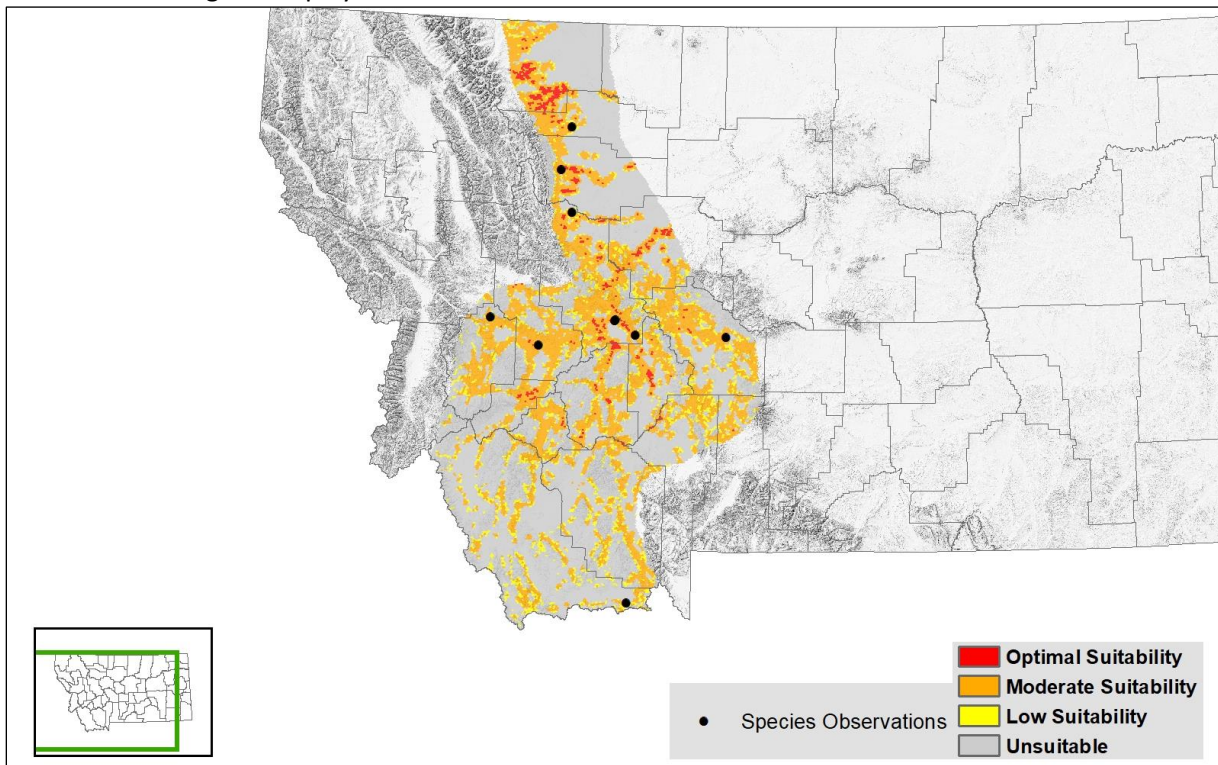 Optimal Suitability
Moderate Suitability
Species Observations
Low Suitability
Unsuitable